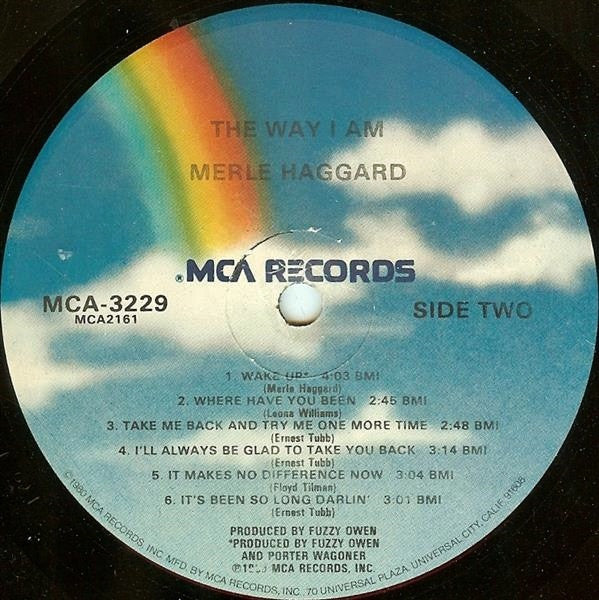 THE WAY I AM
MERLE HAGGARD
®MCA RECORDS
MCA-3229
MCA2161
SIDE TWO
1. WAKE UP* 4:03 BMI
(Merle Haggard)
2. WHERE HAVE YOU BEEN 2:45 BMI
(Leona Williams)
3. TAKE ME BACK AND TRY ME ONE MORE TIME 2:48 BMI
(Ernest Tubb)
4. I'LL ALWAYS BE GLAD TO TAKE YOU BACK 3:14 BMI
(Ernest Tubb)
5. IT MAKES NO DIFFERENCE NOW 3:04 BMI
(Floyd Tilman)
6. IT'S BEEN SO LONG DARLIN' 3:01 BMI
(Ernest Tubb)
PRODUCED BY FUZZY OWEN
*PRODUCED BY FUZZY OWEN
AND PORTER WAGONER
MCA RECORDS, INC.
©1980 MCA RECORDS, INC. MFD. BY MCA RECORDS, INC., 70 UNIVERSAL PLAZA, UNIVERSAL CITY, CALIF. 91608